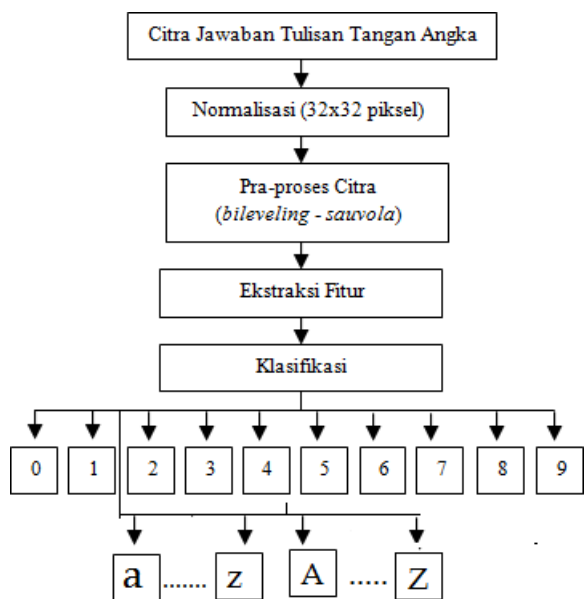 Citra Jawaban Tulisan Tangan Angka
Normalisasi (32x32 piksel)
Pra-proses Citra
(bileveling - sauvola)
Ekstraksi Fitur
Klasifikasi
0 1 2 3 4 5 6 7 8 9
a ....... z A ..... Z